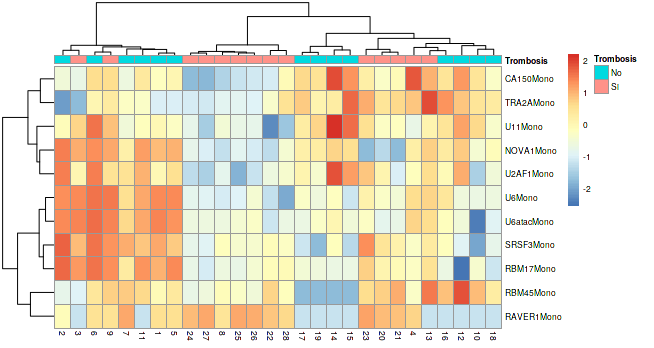 Trombosis
CA150Mono
TRA2AMono
U11Mono
NOVA1Mono
U2AF1Mono
U6Mono
U6atacMono
SRSF3Mono
RBM17Mono
RBM45Mono
RAVER1Mono
2 3 6 9 7 11 1 5 24 27 8 25 26 22 28 17 19 14 15 23 20 21 4 13 16 12 10 18
2
1
0
-1
-2
Trombosis
No
SI